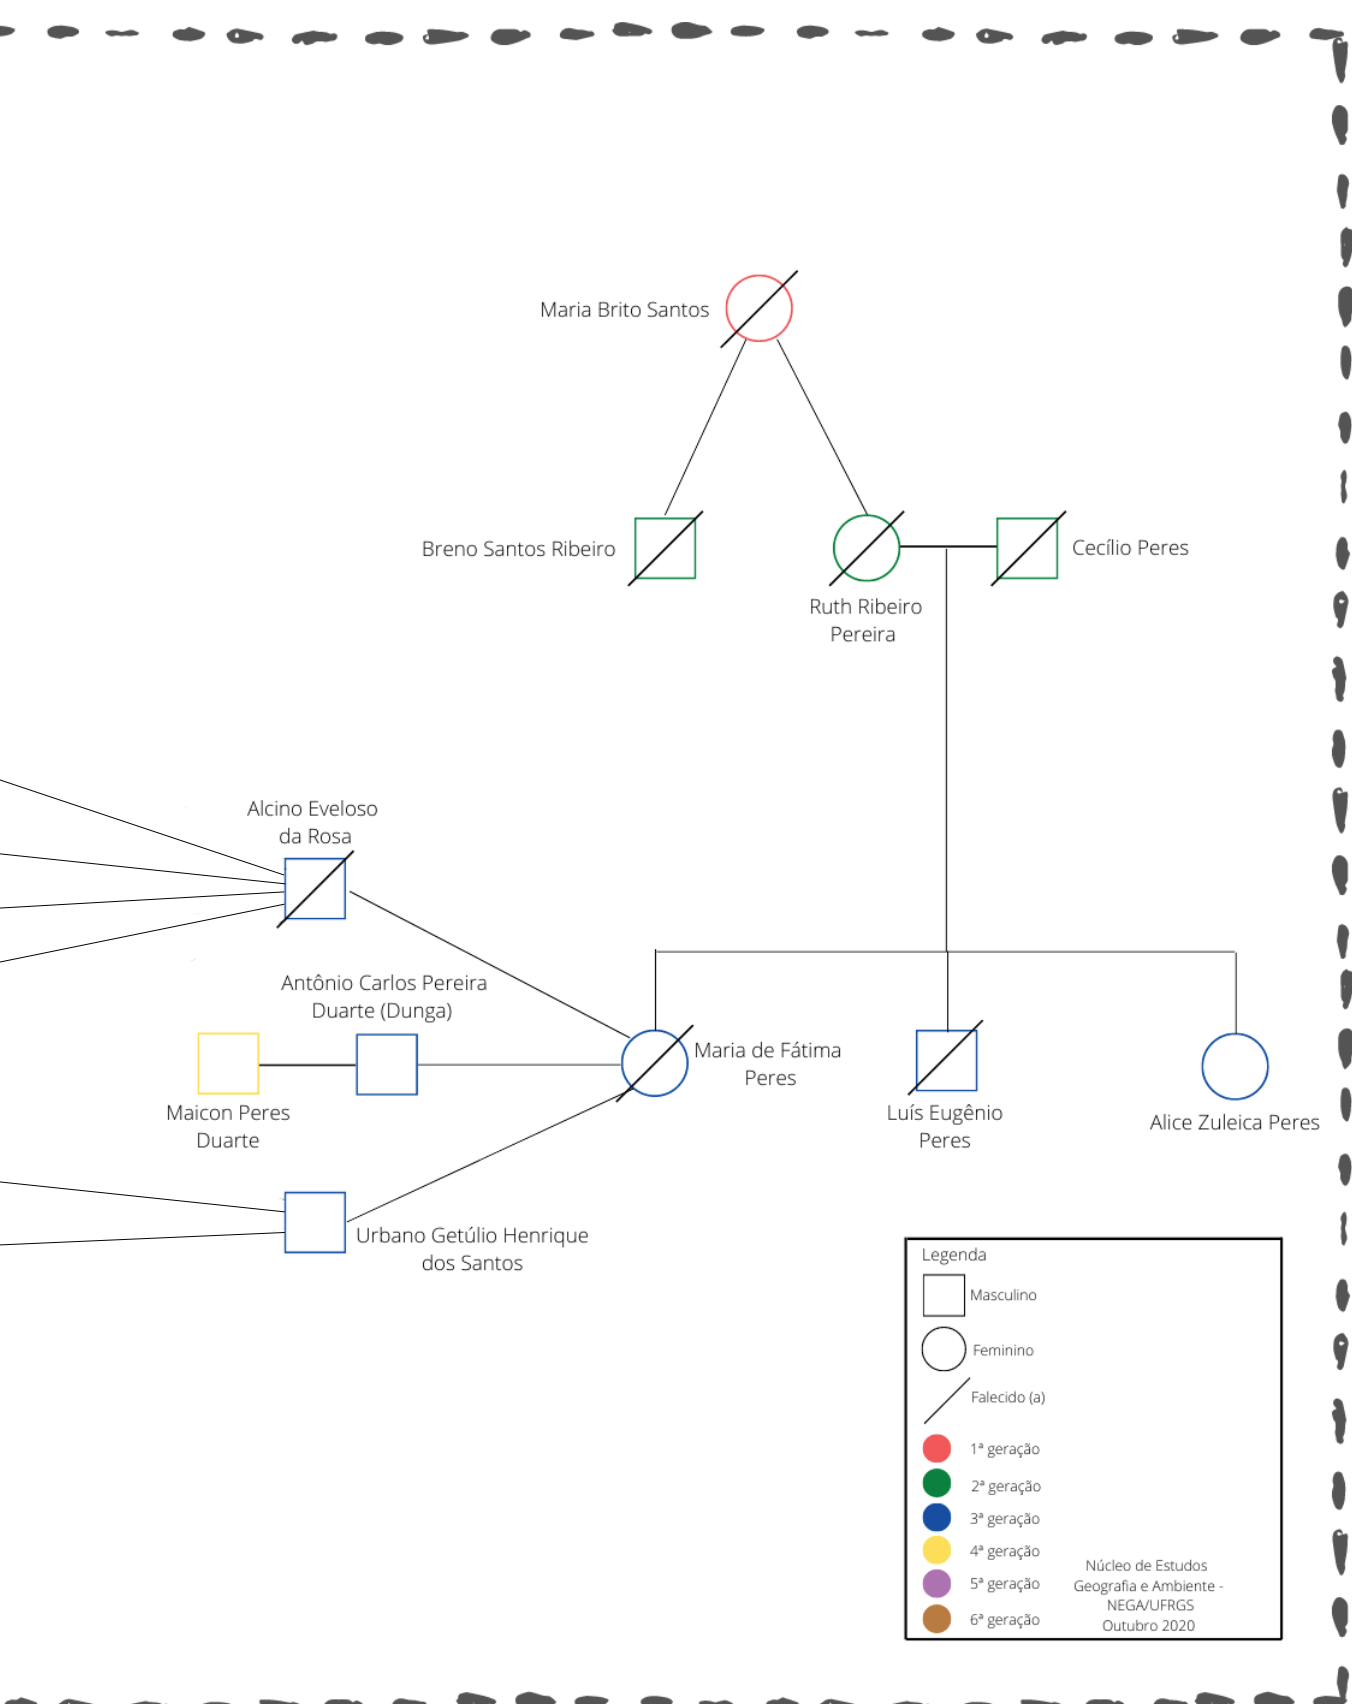 Maria Brito Santos
Breno Santos Ribeiro
Cecílio Peres
Ruth Ribeiro
Pereira
Alcino Eveloso
da Rosa
Antônio Carlos Pereira
Duarte (Dunga)
Maria de Fátima
Peres
Maicon Peres
Duarte
Luís Eugênio
Peres
Alice Zuleica Peres
Urbano Getúlio Henrique
dos Santos
Legenda
Masculino
Feminino
Falecido (a)
1ª geração
2ª geração
3ª geração
4ª geração
5ª geração
6ª geração
Núcleo de Estudos
Geografia e Ambiente -
NEGA/UFRGS
Outubro 2020